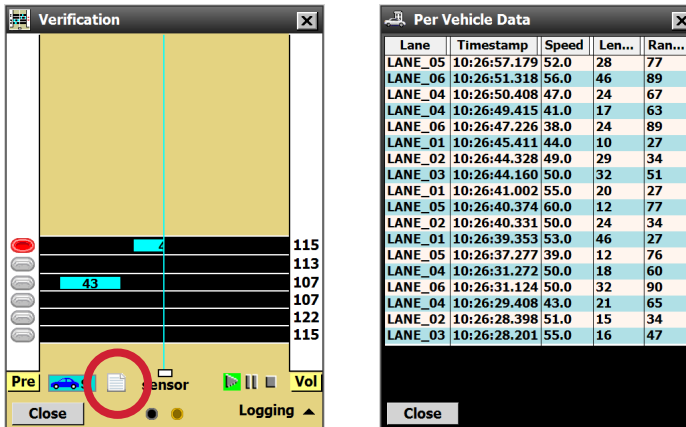 Verification
115
113
43 107
107
122
115
Pre sensor Vol
Close Logging
Per Vehicle Data
Lane Timestamp Speed Len... Ran...
LANE_05 10:26:57.179 52.0 28 77
LANE_06 10:26:51.318 56.0 46 89
LANE_04 10:26:50.408 47.0 24 67
LANE_04 10:26:49.415 41.0 17 63
LANE_06 10:26:47.226 38.0 24 89
LANE_01 10:26:45.411 44.0 10 27
LANE_02 10:26:44.328 49.0 29 34
LANE_03 10:26:44.160 50.0 32 51
LANE_01 10:26:41.002 55.0 20 27
LANE_05 10:26:40.374 60.0 12 77
LANE_02 10:26:40.331 50.0 24 34
LANE_01 10:26:39.353 53.0 46 27
LANE_05 10:26:37.277 39.0 12 76
LANE_04 10:26:31.272 50.0 18 60
LANE_06 10:26:31.124 50.0 32 90
LANE_04 10:26:29.408 43.0 21 65
LANE_02 10:26:28.398 51.0 15 34
LANE_03 10:26:28.201 55.0 16 47
Close